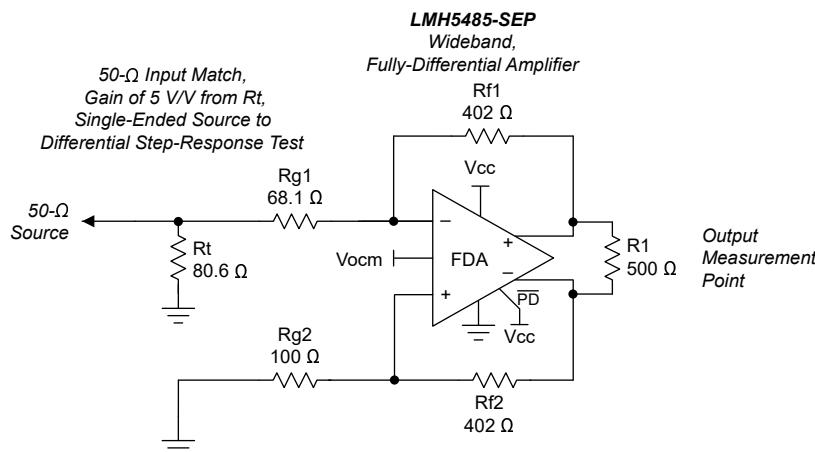 LMH5485-SEP
Wideband,
Fully-Differential Amplifier
50-Ω Input Match,
Gain of 5 V/V from Rt,
Single-Ended Source to
Differential Step-Response Test
Rf1
402 Ω
Rg1
68.1 Ω
Vcc
50-Ω
Source
−
Rt
80.6 Ω
Vocm
FDA
+
−
+
R1
500 Ω
Output
Measurement
Point
PD
Vcc
Rg2
100 Ω
Rf2
402 Ω